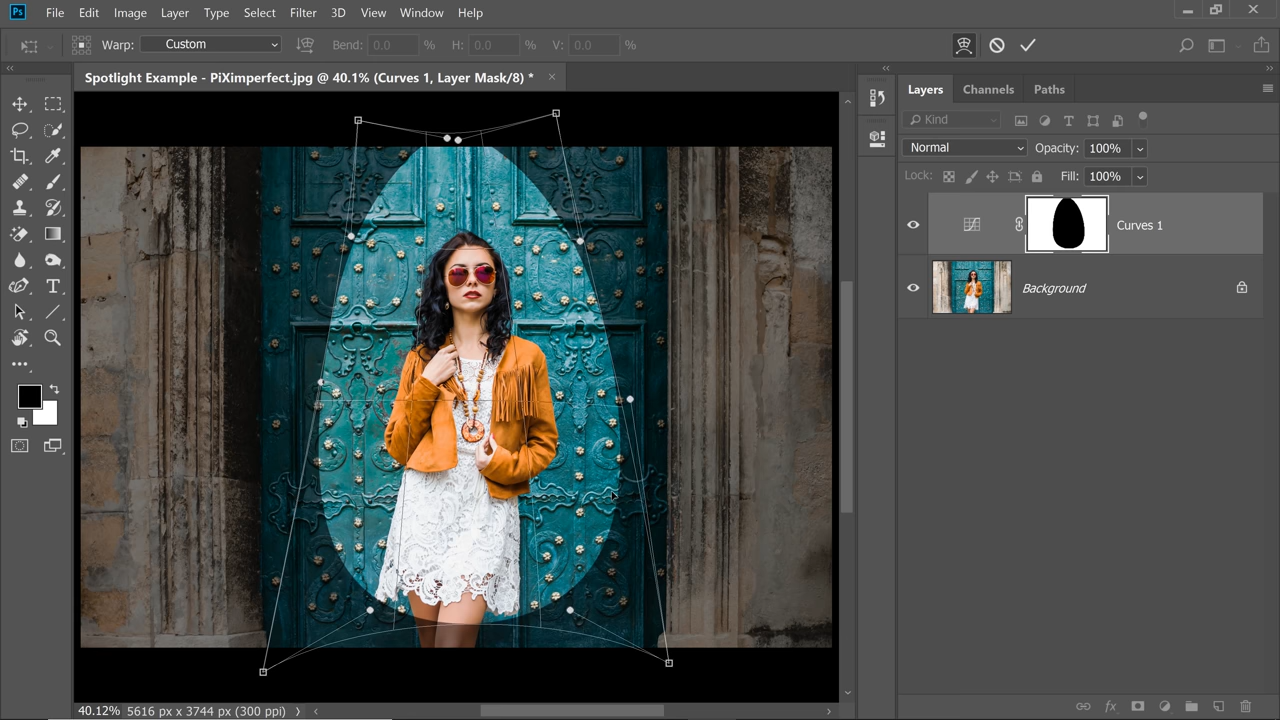 Ps File Edit Image Layer Type Select Filter 3D View Window Help
Warp: Custom Bend: 0.0 % H: 0.0 % V: 0.0 %
Spotlight Example - PiXimperfect.jpg @ 40.1% (Curves 1, Layer Mask/8) * ×
Layers Channels Paths
Kind
Normal Opacity: 100%
Lock: Fill: 100%
Curves 1
Background
40.12% 5616 px x 3744 px (300 ppi)